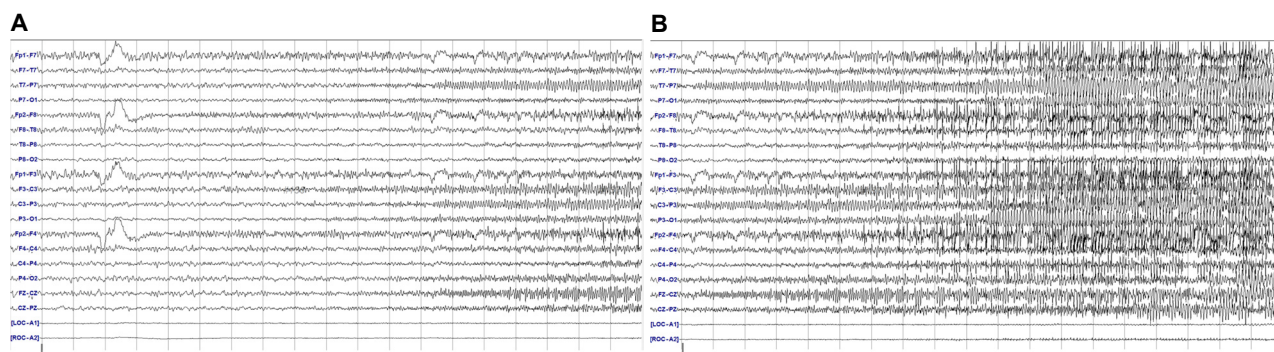 A
Fp1-F7
F7-T7
T7-P7
P7-O1
Fp2-F8
F8-T8
T8-P8
P8-O2
Fp1-F3
F3-C3
C3-P3
P3-O1
Fp2-F4
F4-C4
C4-P4
P4-O2
FZ-CZ
CZ-PZ
[LOC-A1]
[ROC-A2]
B
Fp1-F7
F7-T7
T7-P7
P7-O1
Fp2-F8
F8-T8
T8-P8
P8-O2
Fp1-F3
F3-C3
C3-P3
P3-O1
Fp2-F4
F4-C4
C4-P4
P4-O2
FZ-CZ
CZ-PZ
[LOC-A1]
[ROC-A2]